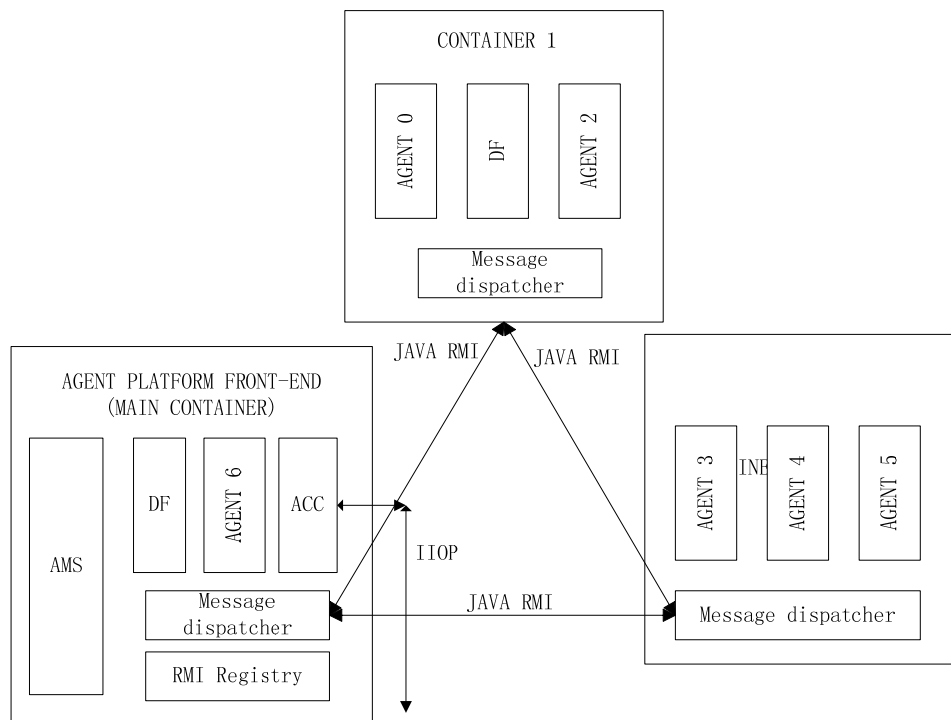 CONTAINER 1
AGENT 0
DF
AGENT 2
Message
dispatcher
JAVA RMI
JAVA RMI
AGENT PLATFORM FRONT-END
(MAIN CONTAINER)
AMS
DF
AGENT 6
ACC
IIOP
Message
dispatcher
RMI Registry
JAVA RMI
AGENT 3
AGENT 4
AGENT 5
Message dispatcher